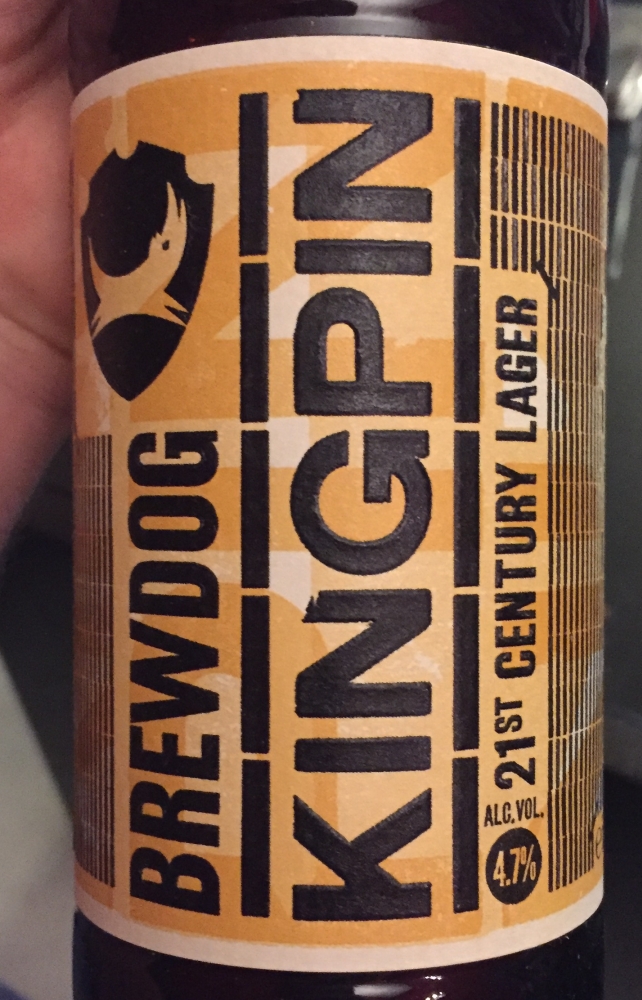 BREWDOG
KINGPIN
21ST CENTURY LAGER
ALC.VOL.
4.7%